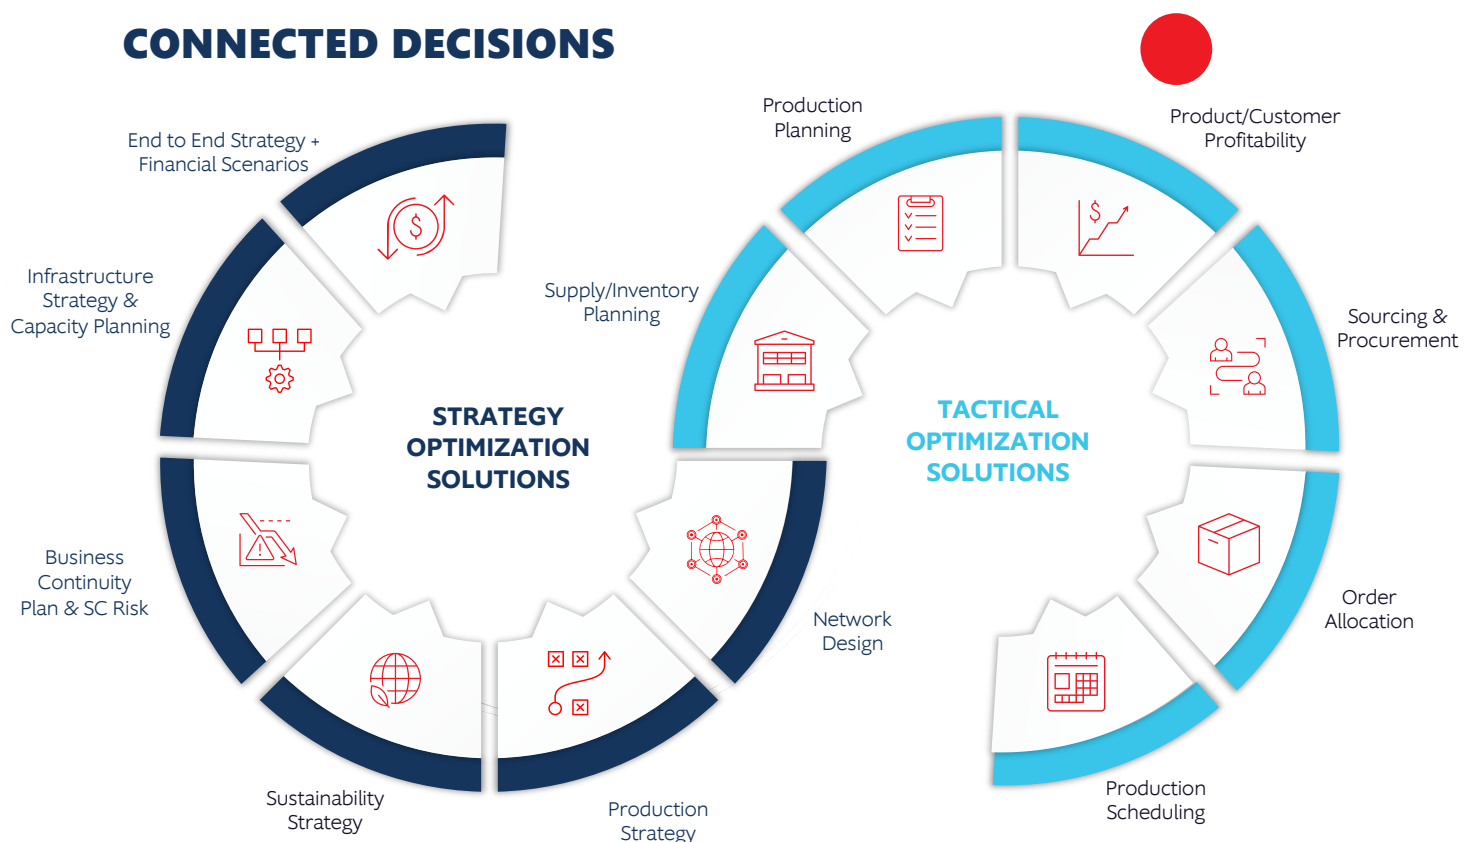 CONNECTED DECISIONS
End to End Strategy +
Financial Scenarios
Infrastructure
Strategy &
Capacity Planning
Business
Continuity
Plan & SC Risk
Sustainability
Strategy
Production
Strategy
Network
Design
STRATEGY
OPTIMIZATION
SOLUTIONS
Supply/Inventory
Planning
Production
Planning
$
Product/Customer
Profitability
$
Sourcing &
Procurement
Order
Allocation
Production
Scheduling
TACTICAL
OPTIMIZATION
SOLUTIONS